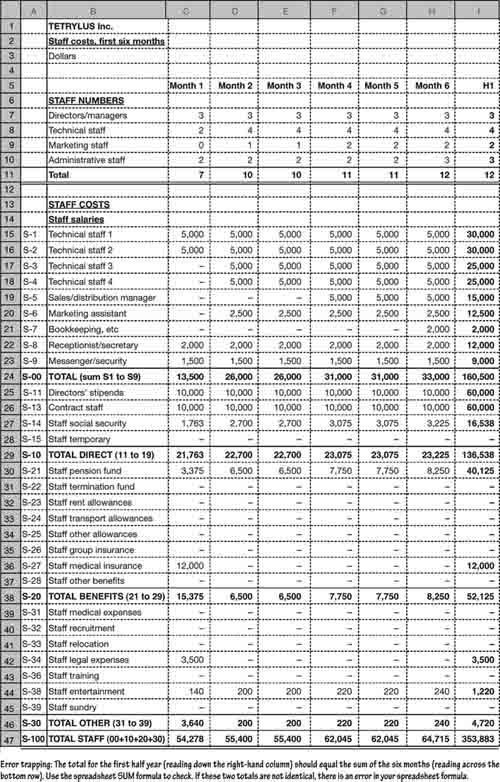 A B C D E F G H I
1 TETRYLUS Inc.
2 Staff costs, first six months
3 Dollars
4
5 Month 1 Month 2 Month 3 Month 4 Month 5 Month 6 H1
6 STAFF NUMBERS
7 Directors/managers 3 3 3 3 3 3 3
8 Technical staff 2 4 4 4 4 4 4
9 Marketing staff 0 1 1 2 2 2 2
10 Administrative staff 2 2 2 2 2 3 3
11 Total 7 10 10 11 11 12 12
12
13 STAFF COSTS
14 Staff salaries
15 S-1 Technical staff 1 5,000 5,000 5,000 5,000 5,000 5,000 30,000
16 S-2 Technical staff 2 5,000 5,000 5,000 5,000 5,000 5,000 30,000
17 S-3 Technical staff 3 – 5,000 5,000 5,000 5,000 5,000 25,000
18 S-4 Technical staff 4 – 5,000 5,000 5,000 5,000 5,000 25,000
19 S-5 Sales/distribution manager – – – 5,000 5,000 5,000 15,000
20 S-6 Marketing assistant – 2,500 2,500 2,500 2,500 2,500 12,500
21 S-7 Bookkeeping, etc – – – – – 2,000 2,000
22 S-8 Receptionist/secretary 2,000 2,000 2,000 2,000 2,000 2,000 12,000
23 S-9 Messenger/security 1,500 1,500 1,500 1,500 1,500 1,500 9,000
24 S-00 TOTAL (sum S1 to S9) 13,500 26,000 26,000 31,000 31,000 33,000 160,500
25 S-11 Directors' stipends 10,000 10,000 10,000 10,000 10,000 10,000 60,000
26 S-13 Contract staff 10,000 10,000 10,000 10,000 10,000 10,000 60,000
27 S-14 Staff social security 1,763 2,700 2,700 3,075 3,075 3,225 16,538
28 S-15 Staff temporary – – – – – – –
29 S-10 TOTAL DIRECT (11 to 19) 21,763 22,700 22,700 23,075 23,075 23,225 136,538
30 S-21 Staff pension fund 3,375 6,500 6,500 7,750 7,750 8,250 40,125
31 S-22 Staff termination fund – – – – – – –
32 S-23 Staff rent allowances – – – – – – –
33 S-24 Staff transport allowances – – – – – – –
34 S-25 Staff other allowances – – – – – – –
35 S-26 Staff group insurance – – – – – – –
36 S-27 Staff medical insurance 12,000 – – – – – 12,000
37 S-28 Staff other benefits – – – – – – –
38 S-20 TOTAL BENEFITS (21 to 29) 15,375 6,500 6,500 7,750 7,750 8,250 52,125
39 S-31 Staff medical expenses – – – – – – –
40 S-32 Staff recruitment – – – – – – –
41 S-33 Staff relocation – – – – – – –
42 S-34 Staff legal expenses 3,500 – – – – – 3,500
43 S-36 Staff training – – – – – – –
44 S-38 Staff entertainment 140 200 200 220 220 240 1,220
45 S-39 Staff sundry – – – – – – –
46 S-30 TOTAL OTHER (31 to 39) 3,640 200 200 220 220 240 4,720
47 S-100 TOTAL STAFF (00+10+20+30) 54,278 55,400 55,400 62,045 62,045 64,715 353,883
Error trapping: The total for the first half year (reading down the right-hand column) should equal the sum of the six months (reading across the
bottom row). Use the spreadsheet SUM formula to check. If these two totals are not identical, there is an error in your spreadsheet formula.